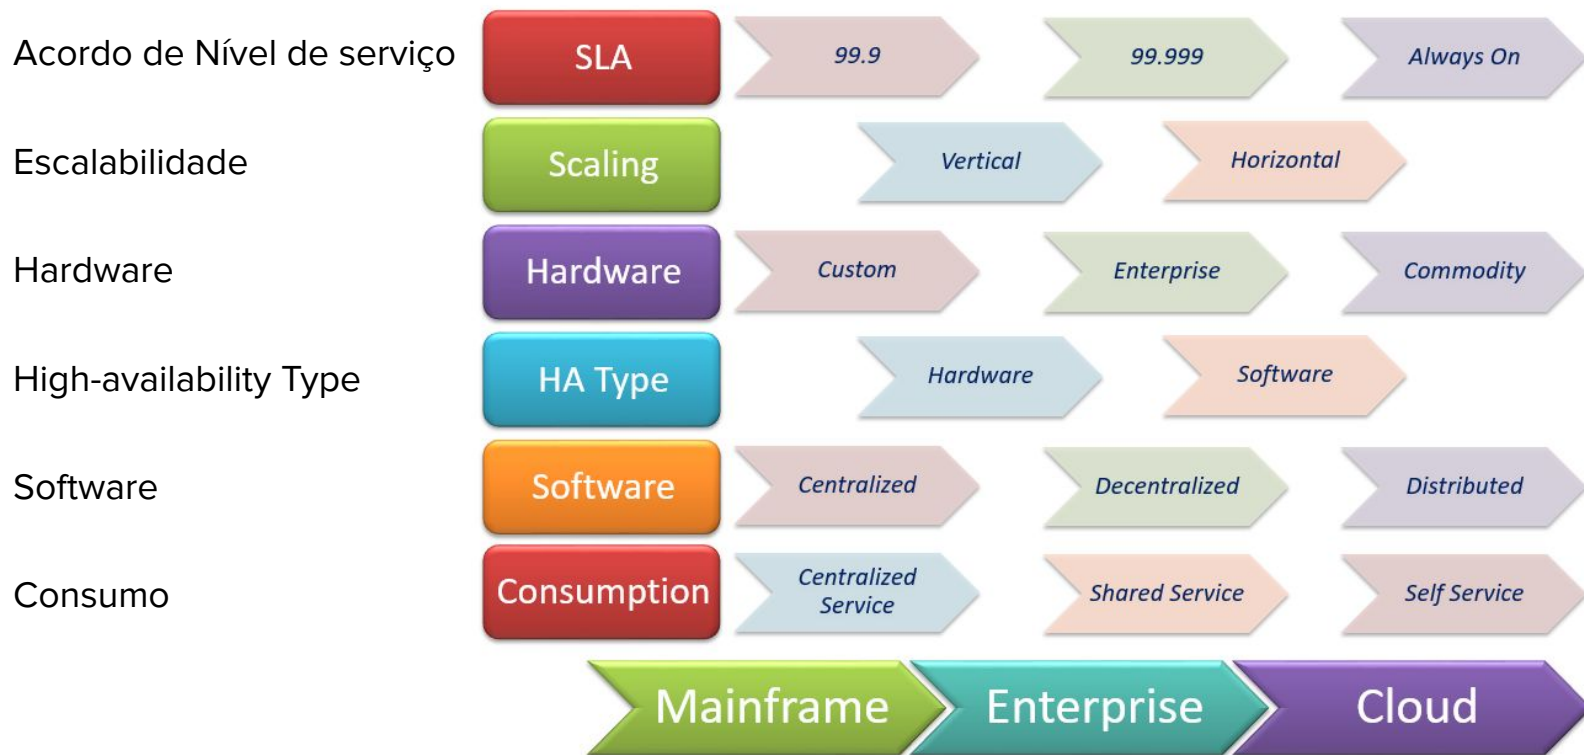 Acordo de Nível de serviço
SLA
99.9
99.999
Always On
Escalabilidade
Scaling
Vertical
Horizontal
Hardware
Hardware
Custom
Enterprise
Commodity
High-availability Type
HA Type
Hardware
Software
Software
Software
Centralized
Decentralized
Distributed
Consumo
Consumption
Centralized
Service
Shared Service
Self Service
Mainframe
Enterprise
Cloud